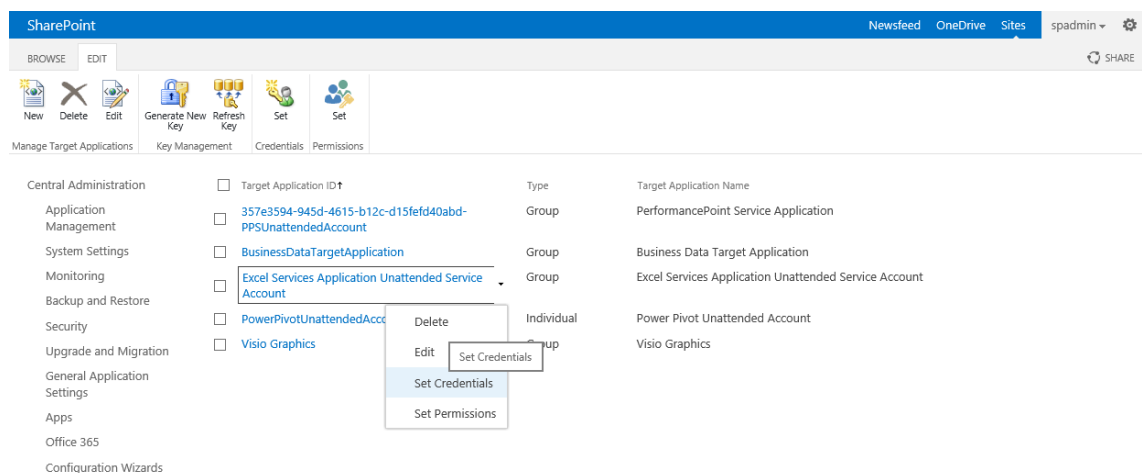 SharePoint
Newsfeed OneDrive Sites spadmin
BROWSE EDIT
SHARE
New Delete Edit Generate New Key Refresh Key Set Set
Manage Target Applications Key Management Credentials Permissions
Central Administration
Application
Management
System Settings
Monitoring
Backup and Restore
Security
Upgrade and Migration
General Application
Settings
Apps
Office 365
Configuration Wizards
Target Application ID↑ Type Target Application Name
357e3594-945d-4615-b12c-d15fefd40abd-
PPSUnattendedAccount
Group PerformancePoint Service Application
BusinessDataTargetApplication Group Business Data Target Application
Excel Services Application Unattended Service
Account
Group Excel Services Application Unattended Service Account
PowerPivotUnattendedAcco Individual Power Pivot Unattended Account
Visio Graphics oup Visio Graphics
Delete
Edit
Set Credentials
Set Credentials
Set Permissions